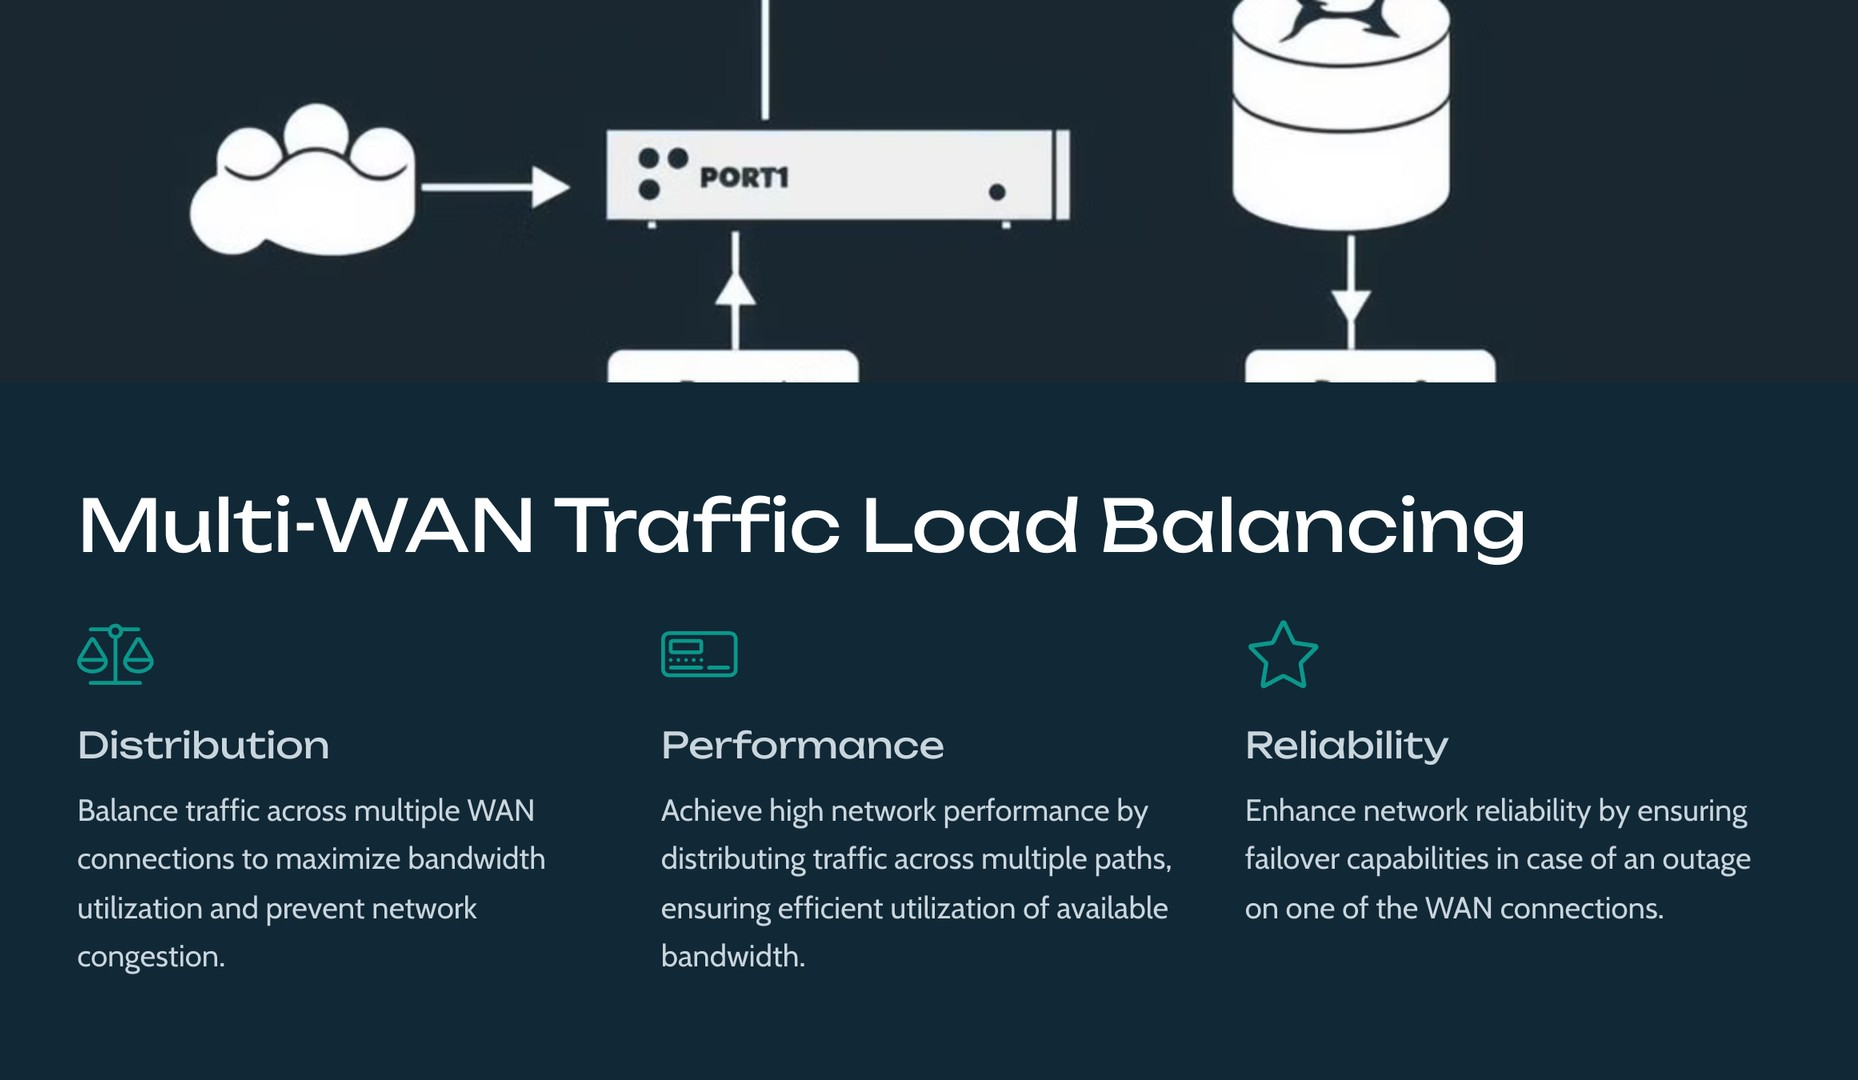 PORT1
Multi-WAN Traffic Load Balancing
Distribution
Balance traffic across multiple WAN
connections to maximize bandwidth
utilization and prevent network
congestion.
Performance
Achieve high network performance by
distributing traffic across multiple paths,
ensuring efficient utilization of available
bandwidth.
Reliability
Enhance network reliability by ensuring
failover capabilities in case of an outage
on one of the WAN connections.